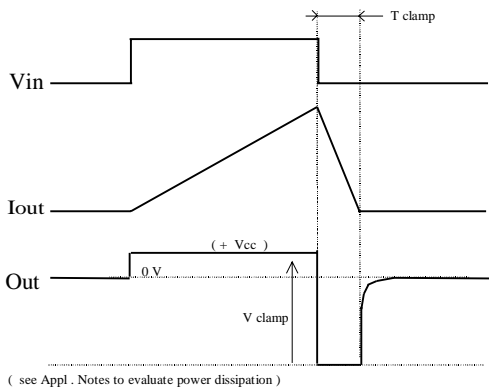 T clamp
Vin
Iout
( + Vcc )
0 V
Out
V clamp
( see Appl . Notes to evaluate power dissipation )